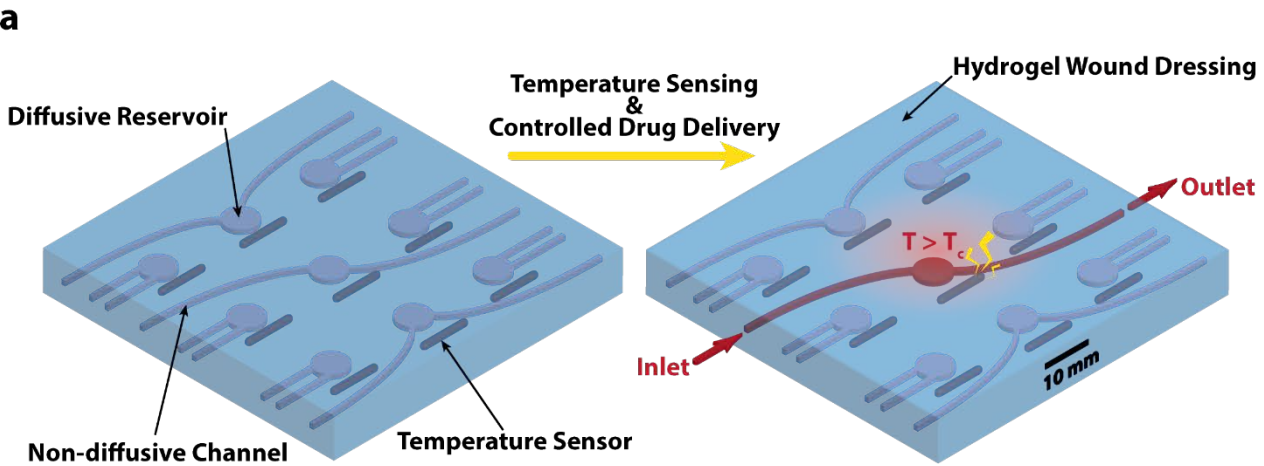 a
Temperature Sensing
&
Controlled Drug Delivery
Hydrogel Wound Dressing
Diffusive Reservoir
Outlet
T > Tc
Inlet
10 mm
Non-diffusive Channel
Temperature Sensor